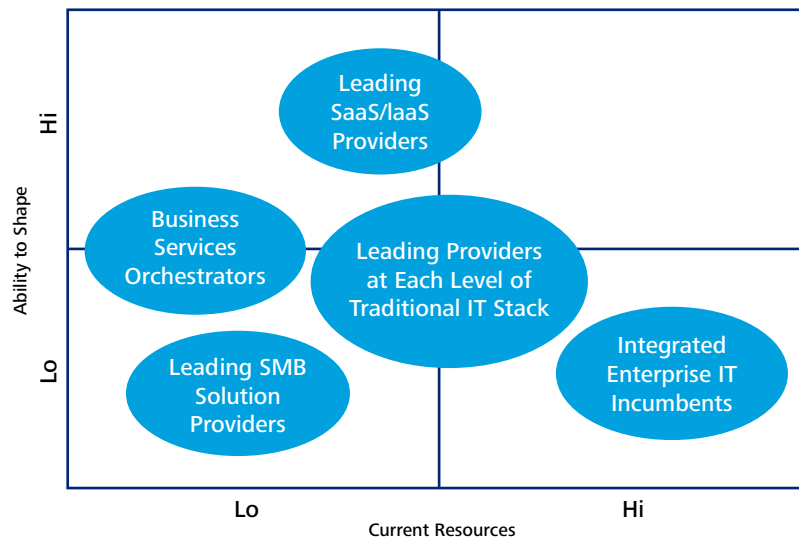 Ability to Shape
Hi
Lo
Leading
SaaS/IaaS
Providers
Business
Services
Orchestrators
Leading Providers
at Each Level of
Traditional IT Stack
Leading SMB
Solution
Providers
Integrated
Enterprise IT
Incumbents
Lo
Hi
Current Resources